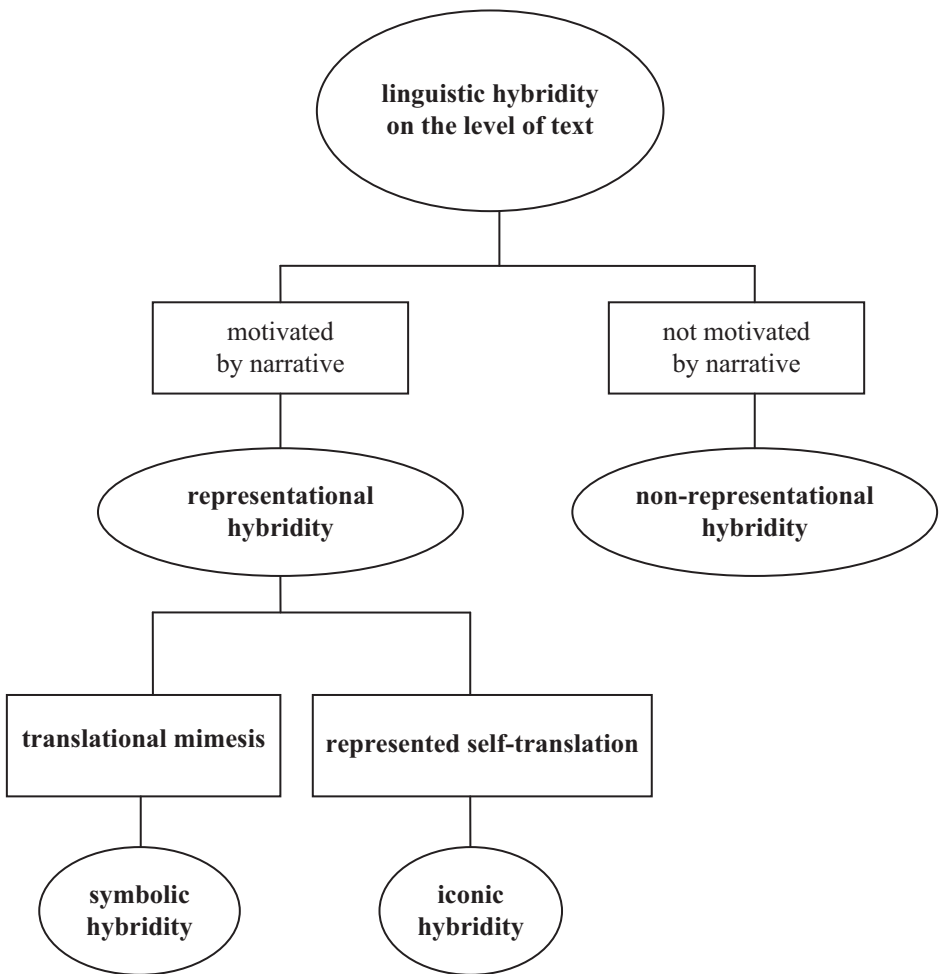 linguistic hybridity
on the level of text
motivated
by narrative
not motivated
by narrative
representational
hybridity
non-representational
hybridity
translational mimesis
represented self-translation
symbolic
hybridity
iconic
hybridity